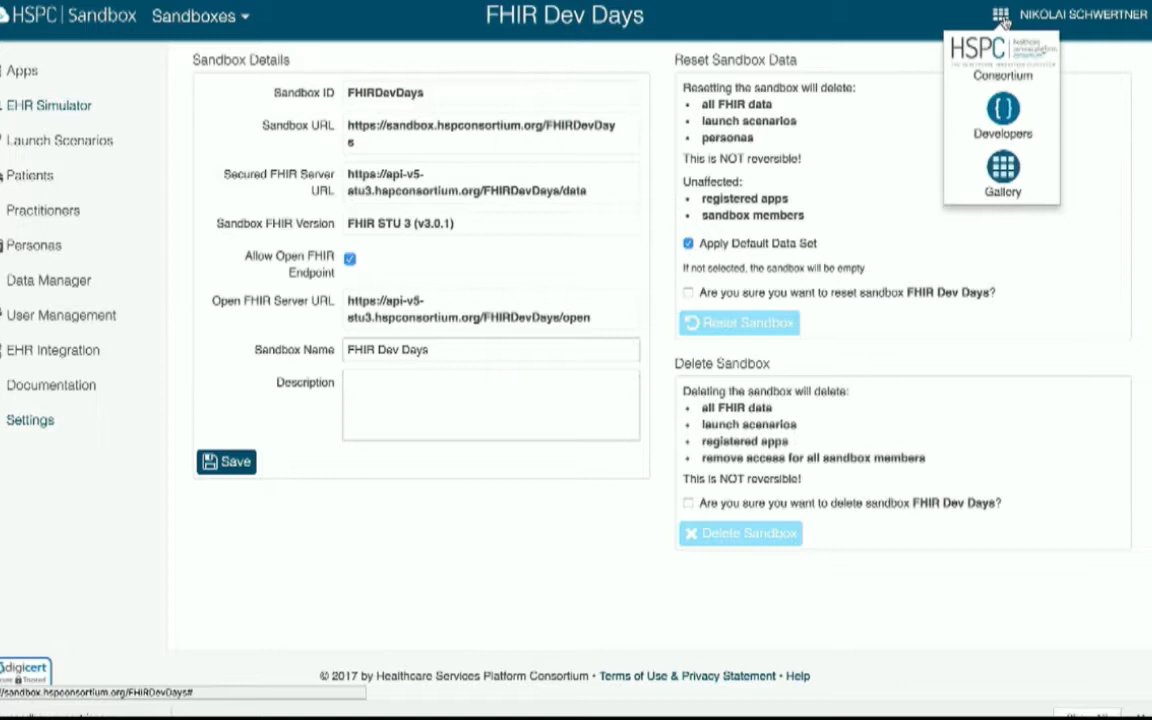 HSPC | Sandbox
Sandboxes
FHIR Dev Days
NIKOLAI SCHWERTNER
HSPC
Consortium
Developers
Gallery
Apps
EHR Simulator
Launch Scenarios
Patients
Practitioners
Personas
Data Manager
User Management
EHR Integration
Documentation
Settings
Sandbox Details
Sandbox ID FHIRDevDays
Sandbox URL https://sandbox.hspconsortium.org/FHIRDevDay
s
Secured FHIR Server https://api-v5-
URL stu3.hspconsortium.org/FHIRDevDays/data
Sandbox FHIR Version FHIR STU 3 (v3.0.1)
Allow Open FHIR
Endpoint
Open FHIR Server URL https://api-v5-
stu3.hspconsortium.org/FHIRDevDays/open
Sandbox Name FHIR Dev Days
Description
Save
Reset Sandbox Data
Resetting the sandbox will delete:
• all FHIR data
• launch scenarios
• personas
This is NOT reversible!
Unaffected:
• registered apps
• sandbox members
Apply Default Data Set
If not selected, the sandbox will be empty
Are you sure you want to reset sandbox FHIR Dev Days?
Reset Sandbox
Delete Sandbox
Deleting the sandbox will delete:
• all FHIR data
• launch scenarios
• registered apps
• remove access for all sandbox members
This is NOT reversible!
Are you sure you want to delete sandbox FHIR Dev Days?
Delete Sandbox
digicert
Trusted
© 2017 by Healthcare Services Platform Consortium • Terms of Use & Privacy Statement • Help
//sandbox.hspconsortium.org/FHIRDevDays#